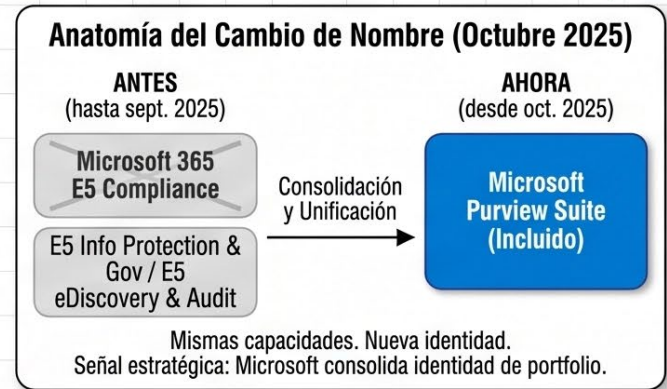 Anatomía del Cambio de Nombre (Octubre 2025)
ANTES
(hasta sept. 2025)
Microsoft 365
E5 Compliance
E5 Info Protection &
Gov / E5
eDiscovery & Audit
Consolidación
y Unificación
AHORA
(desde oct. 2025)
Microsoft
Purview Suite
(Incluido)
Mismas capacidades. Nueva identidad.
Señal estratégica: Microsoft consolida identidad de portfolio.